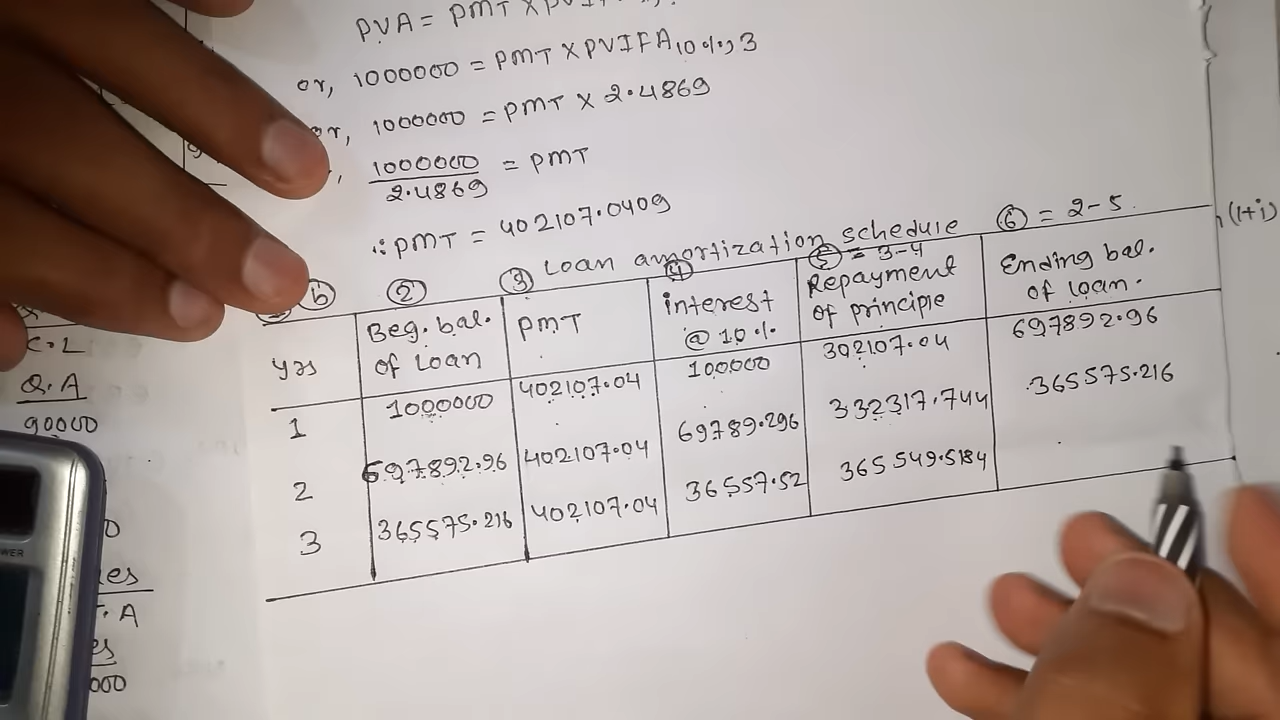 PVA = PMT X PVIF
or, 1000000 = PMT X PVIFA10%, 3
or, 1000000 = PMT X 2.4869
1000000 / 2.4869 = PMT
∴ PMT = 402107.0409
Loan amortization schedule
b
② ③ ④ ⑤ = 3-4 ⑥ = 2-5.
yrs Beg. bal. of loan PMT interest @ 10% Repayment of principle Ending bal. of loan.
1 1000000 402107.04 100000 302107.04 697892.96
2 697892.96 402107.04 69789.296 332317.744 365575.216
3 365575.216 402107.04 36557.52 365549.5184
(1+i)
C.L
Q.A
90000
es
. A
es
000